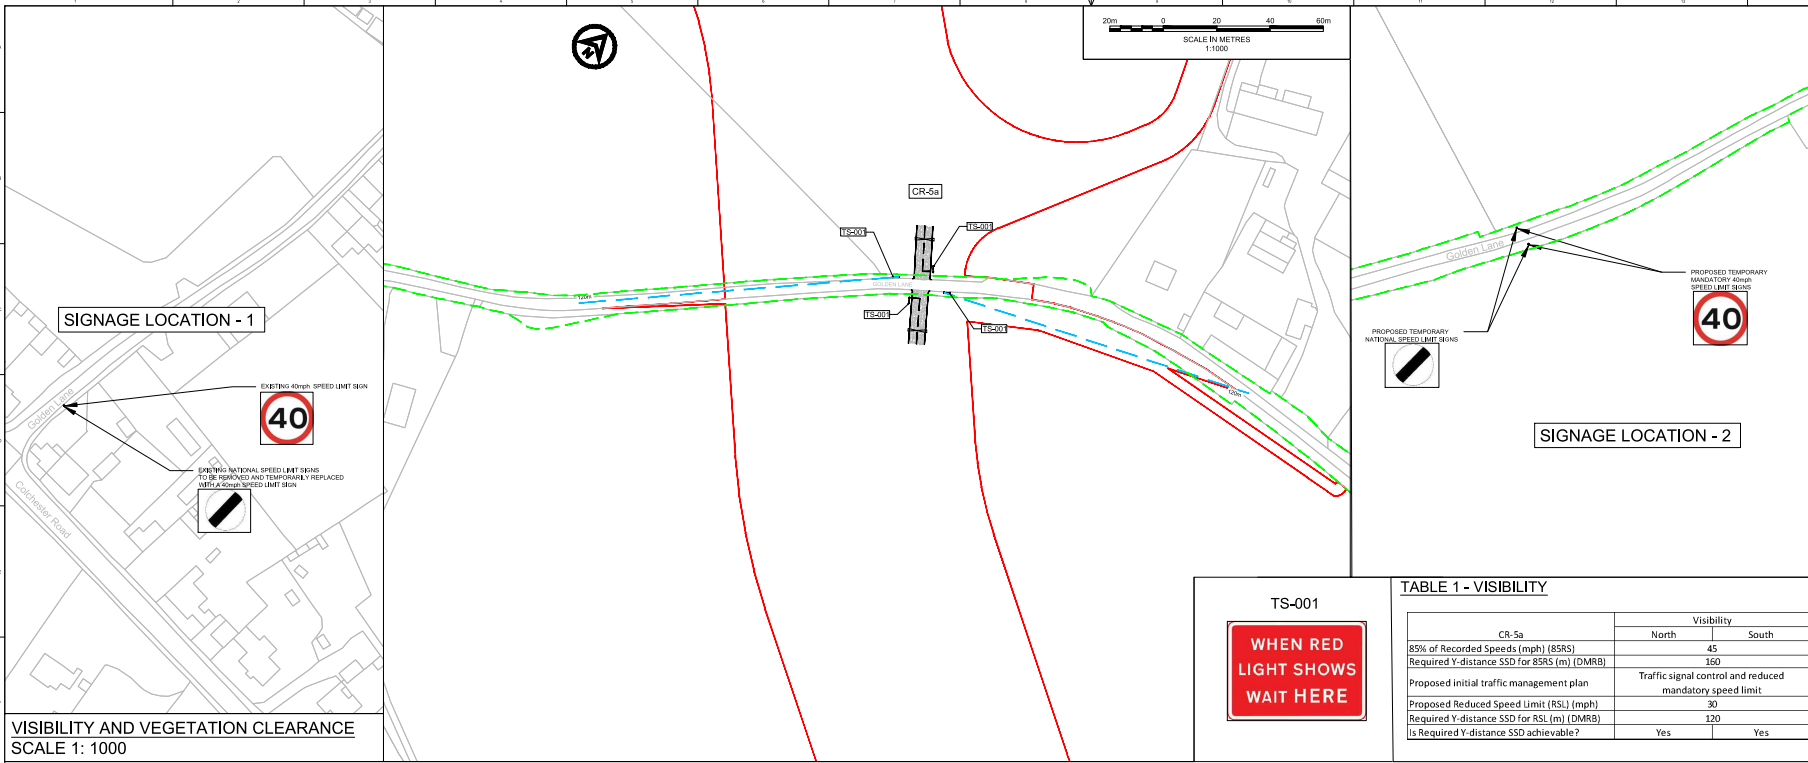 SIGNAGE LOCATION - 1
EXISTING 40mph SPEED LIMIT SIGN
40
Golden Lane
EXISTING NATIONAL SPEED LIMIT SIGNS
TO BE REMOVED AND TEMPORARILY REPLACED
WITH A 40mph SPEED LIMIT SIGN
Colchester Road
VISIBILITY AND VEGETATION CLEARANCE
SCALE 1: 1000
N
20m 0 20 40 60m
SCALE IN METRES
1:1000
CR-5a
TS-001
TS-001
120m
GOLDEN LANE
TS-001
TS-001
120m
Golden Lane
PROPOSED TEMPORARY
MANDATORY 40mph
SPEED LIMIT SIGNS
40
PROPOSED TEMPORARY
NATIONAL SPEED LIMIT SIGNS
SIGNAGE LOCATION - 2
TS-001
WHEN RED
LIGHT SHOWS
WAIT HERE
TABLE 1 - VISIBILITY
Visibility
CR-5a North South
85% of Recorded Speeds (mph) (85RS) 45
Required Y-distance SSD for 85RS (m) (DMRB) 160
Proposed initial traffic management plan Traffic signal control and reduced
mandatory speed limit
Proposed Reduced Speed Limit (RSL) (mph) 30
Required Y-distance SSD for RSL (m) (DMRB) 120
Is Required Y-distance SSD achievable? Yes Yes